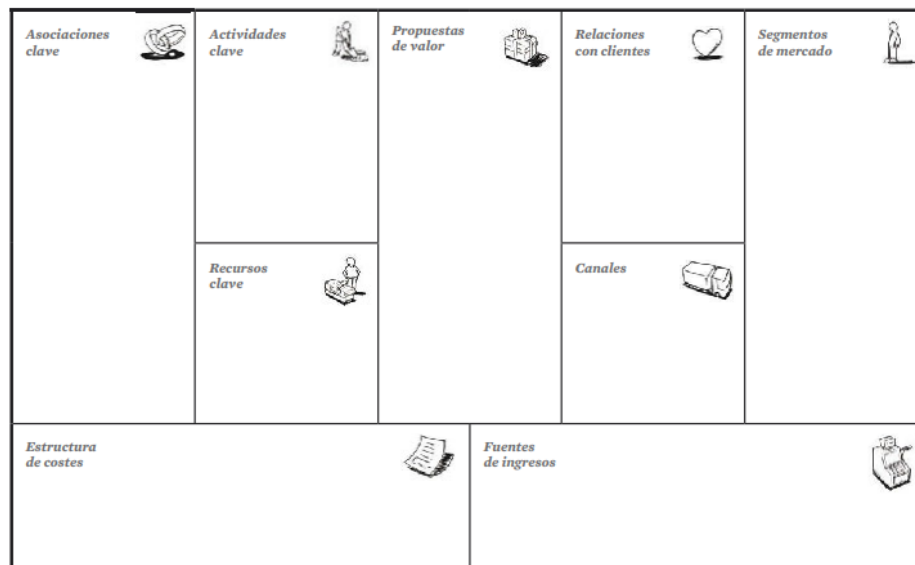 Asociaciones
clave
Actividades
clave
Propuestas
de valor
Relaciones
con clientes
Segmentos
de mercado
Recursos
clave
Canales
Estructura
de costes
Fuentes
de ingresos